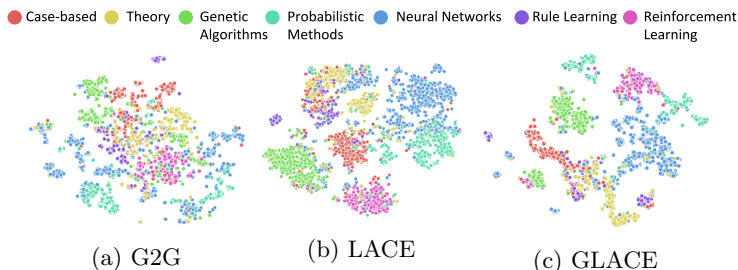 Case-based Theory Genetic Algorithms Probabilistic Methods Neural Networks Rule Learning Reinforcement Learning
(a) G2G
(b) LACE
(c) GLACE